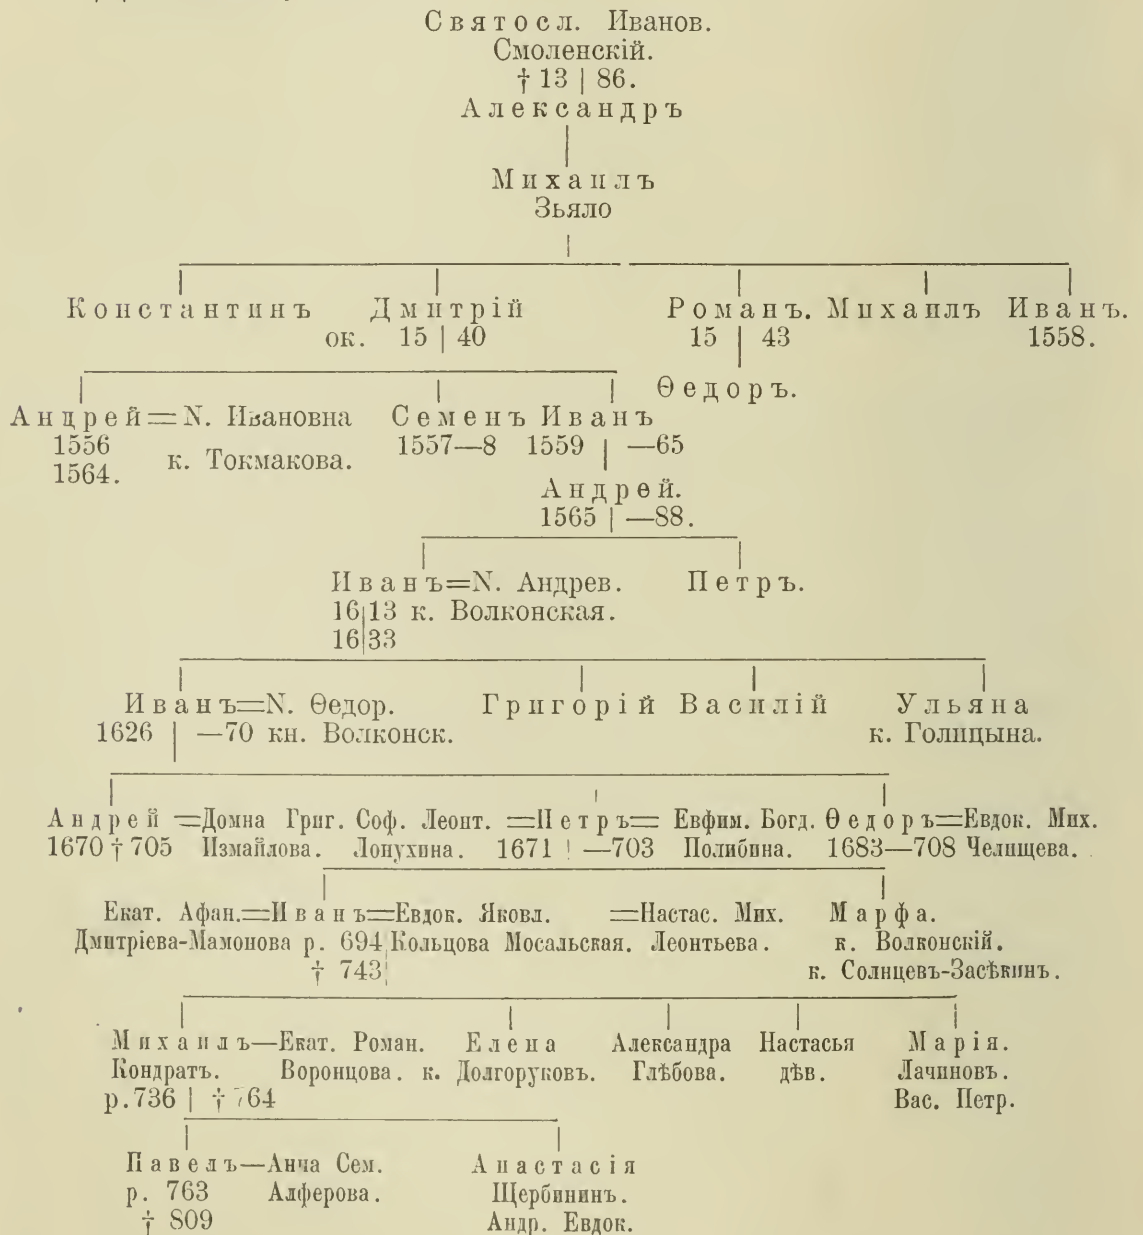 Святосл. Иванов.
Смоленскій.
† 13 | 86.
Александръ
Михаилъ
Зьяло
Константинъ Дмитрій Романъ. Михаилъ Иванъ.
ок. 15 | 40 15 | 43 1558.
Ѳедоръ.
Андрей = N. Ивановна Семенъ Иванъ
1556 к. Токмакова. 1557—8 1559 | —65
1564.
Андрей.
1565 | —88.
Иванъ=N. Андрев. Петръ.
16|13 к. Волконская.
16|33
Иванъ=N. Ѳедор. Григорій Василій Ульяна
1626 | —70 кн. Волконск. к. Голицына.
Андрей =Домна Григ. Соф. Леонт. =Петръ= Евфим. Богд. Ѳедоръ=Евдок. Мих.
1670 † 705 Измайлова. Лопухина. 1671 | —703 Полибина. 1683—708 Челищева.
Екат. Афан.=Иванъ=Евдок. Яковл. =Настас. Мих. Марфа.
Дмитріева-Мамонова р. 694 Кольцова Мосальская. Леонтьева. к. Волконскій.
† 743 к. Солнцевъ-Засѣкинъ.
Михаилъ—Екат. Роман. Елена Александра Настасья Марія.
Кондратъ. Воронцова. к. Долгоруковъ. Глѣбова. дѣв. Лачиновъ.
р.736 | † 764 Вас. Петр.
Павелъ—Анна Сем. Анастасія
р. 763 Алферова. Щербининъ.
† 809 Андр. Евдок.